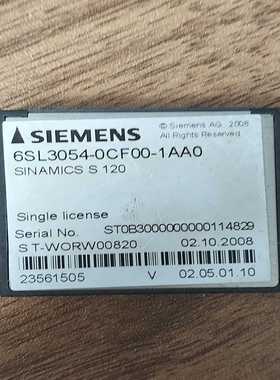 © Siemens AG 2008
All Rights Reserved
SIEMENS
6SL3054-0CF00-1AA0
SINAMICS S 120
Single license
Serial No. ST0B3000000000114829
ST-WORW00820 02.10.2008
23561505 V 02.05.01.10